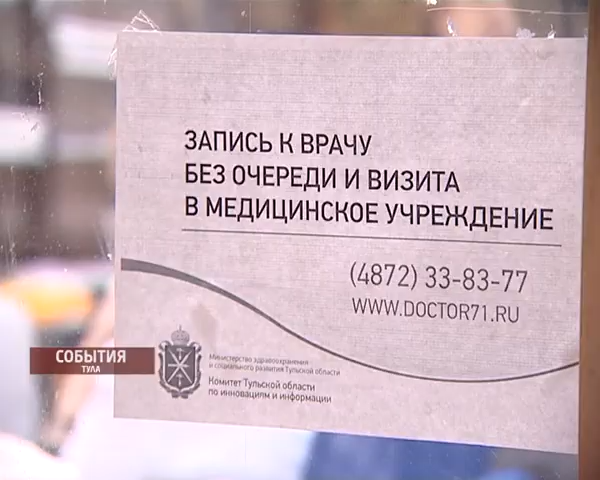 ЗАПИСЬ К ВРАЧУ
БЕЗ ОЧЕРЕДИ И ВИЗИТА
В МЕДИЦИНСКОЕ УЧРЕЖДЕНИЕ
(4872) 33-83-77
WWW.DOCTOR71.RU
Министерство здравоохранения
и социального развития Тульской области
Комитет Тульской области
по инновациям и информации
СОБЫТИЯ
ТУЛА